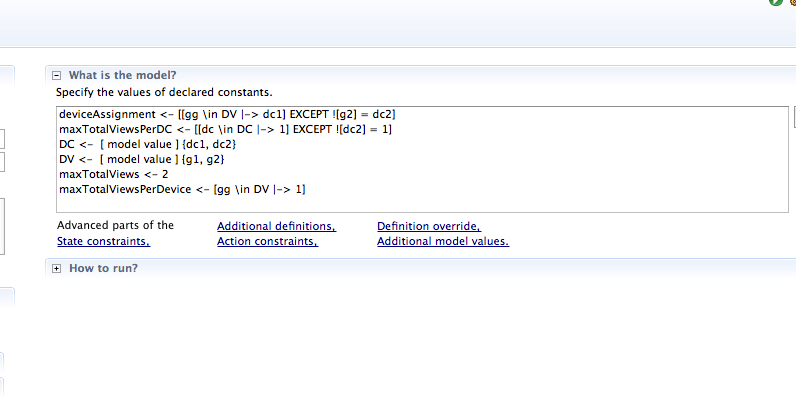 What is the model?
Specify the values of declared constants.
deviceAssignment <- [[gg \in DV |-> dc1] EXCEPT ![g2] = dc2]
maxTotalViewsPerDC <- [[dc \in DC |-> 1] EXCEPT ![dc2] = 1]
DC <- [ model value ] {dc1, dc2}
DV <- [ model value ] {g1, g2}
maxTotalViews <- 2
maxTotalViewsPerDevice <- [gg \in DV |-> 1]
Advanced parts of the Additional definitions, Definition override,
State constraints, Action constraints, Additional model values.
How to run?